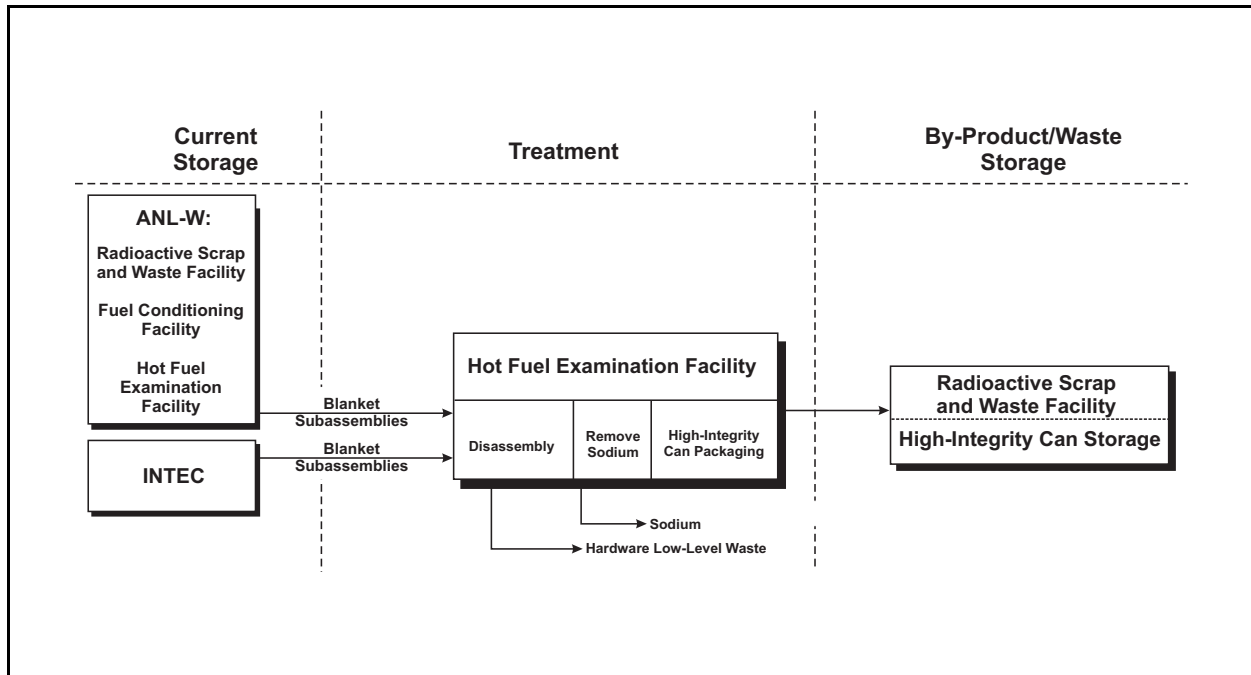 Current
Storage
Treatment
By-Product/Waste
Storage
ANL-W:
Radioactive Scrap
and Waste Facility
Fuel Conditioning
Facility
Hot Fuel
Examination
Facility
INTEC
Blanket
Subassemblies
Blanket
Subassemblies
Hot Fuel Examination Facility
Disassembly
Remove
Sodium
High-Integrity
Can Packaging
Sodium
Hardware Low-Level Waste
Radioactive Scrap
and Waste Facility
High-Integrity Can Storage